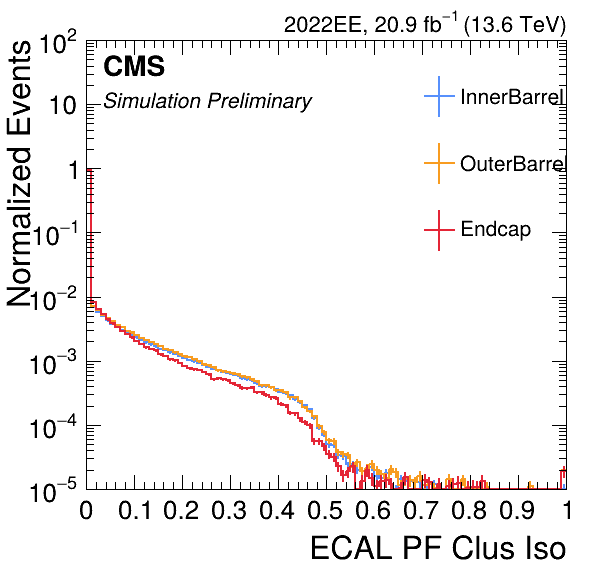 2022EE, 20.9 fb⁻¹ (13.6 TeV)
CMS
Simulation Preliminary
InnerBarrel
OuterBarrel
Endcap
Normalized Events
10²
10
1
10⁻¹
10⁻²
10⁻³
10⁻⁴
10⁻⁵
0 0.1 0.2 0.3 0.4 0.5 0.6 0.7 0.8 0.9 1
ECAL PF Clus Iso